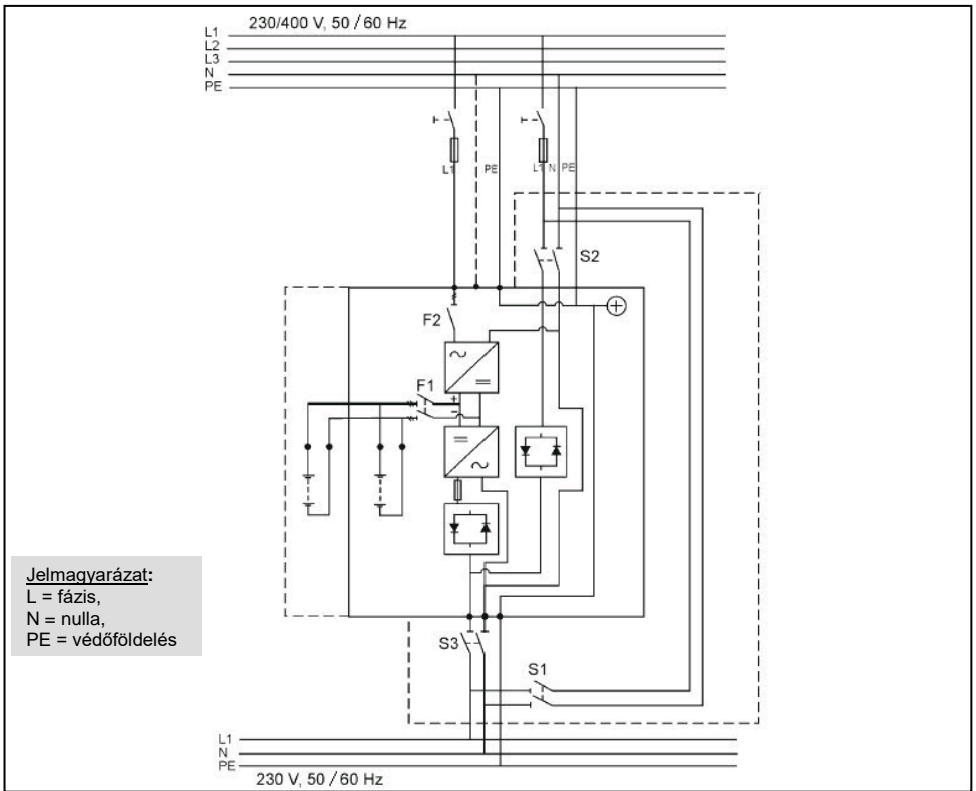 230/400 V, 50 / 60 Hz
L1
L2
L3
N
PE
L1
PE
L1 N PE
S2
F2
F1
+
−
S3
S1
Jelmagyarázat:
L = fázis,
N = nulla,
PE = védőföldelés
L1
N
PE
230 V, 50 / 60 Hz